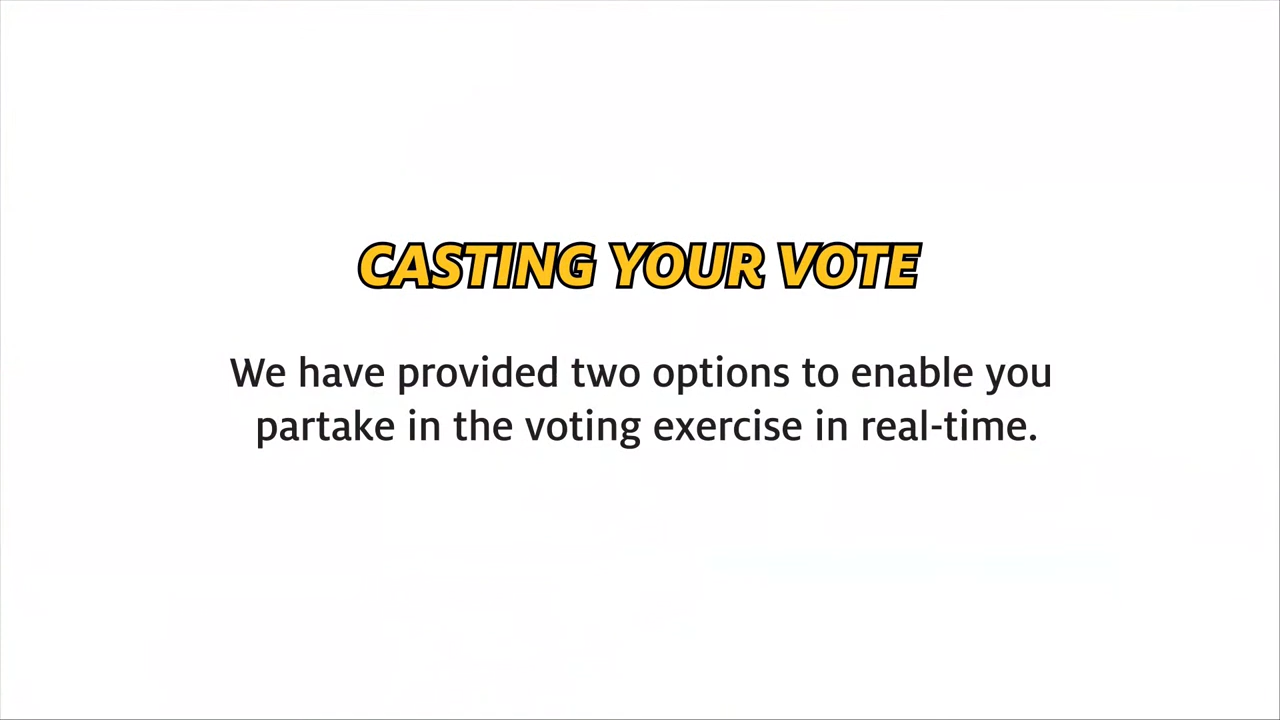 CASTING YOUR VOTE
We have provided two options to enable you
partake in the voting exercise in real-time.